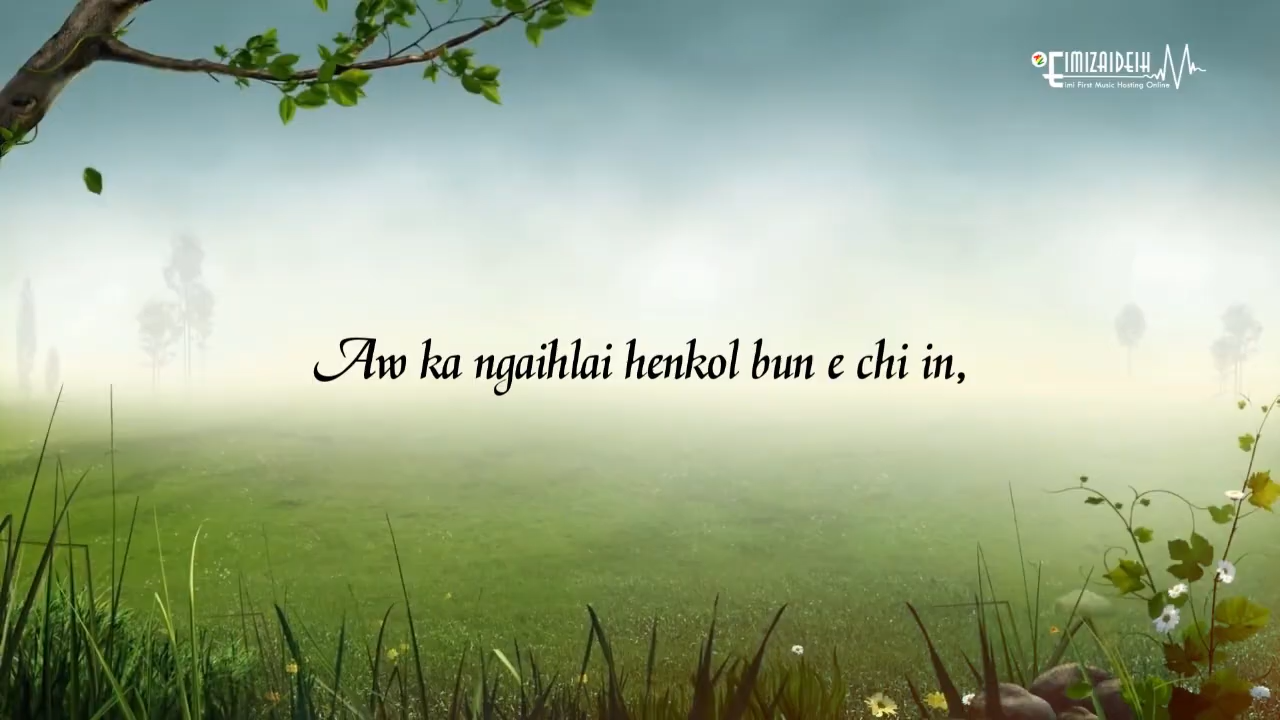 EIMIZAIDEIH
Eimi First Music Hosting Online
Aw ka ngaihlai henkol bun e chi in,